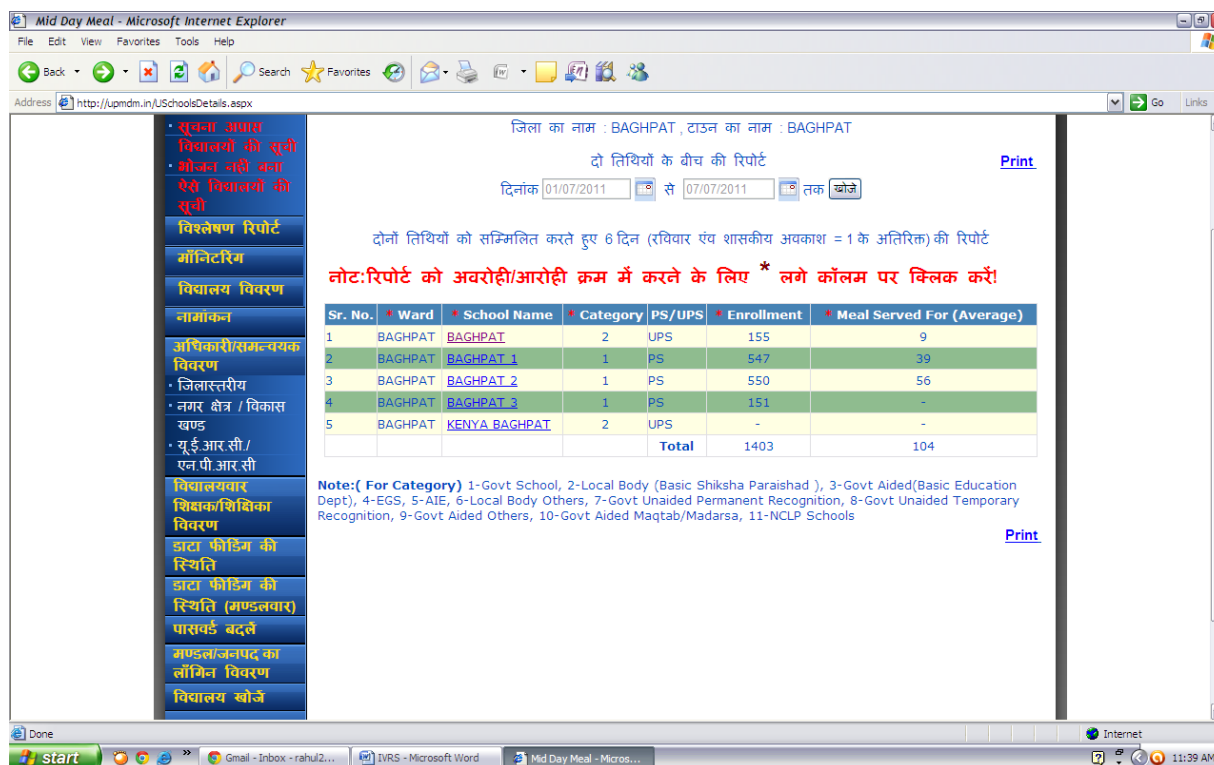 Mid Day Meal - Microsoft Internet Explorer
File Edit View Favorites Tools Help
Back Search Favorites
Address http://upmdm.in/USchoolsDetails.aspx Go Links
सूचना अप्राप्त
विद्यालयों की सूची
भोजन नहीं बना
ऐसे विद्यालयों की
सूची
विश्लेषण रिपोर्ट
मॉनिटरिंग
विद्यालय विवरण
नामांकन
अधिकारी/समन्वयक
विवरण
जिलास्तरीय
नगर क्षेत्र / विकास
खण्ड
यू.ई.आर.सी./
एन.पी.आर.सी
विद्यालयवार
शिक्षक/शिक्षिका
विवरण
डाटा फीडिंग की
स्थिति
डाटा फीडिंग की
स्थिति (मण्डलवार)
पासवर्ड बदलें
मण्डल/जनपद का
लॉगिन विवरण
विद्यालय खोजें
जिला का नाम : BAGHPAT , टाउन का नाम : BAGHPAT
दो तिथियों के बीच की रिपोर्ट Print
दिनांक 01/07/2011 से 07/07/2011 तक खोजे
दोनों तिथियों को सम्मिलित करते हुए 6 दिन (रविवार एंव शासकीय अवकाश = 1 के अतिरिक्त) की रिपोर्ट
नोट:रिपोर्ट को अवरोही/आरोही क्रम में करने के लिए * लगे कॉलम पर क्लिक करें!
Sr. No. * Ward * School Name * Category PS/UPS * Enrollment * Meal Served For (Average)
1 BAGHPAT BAGHPAT 2 UPS 155 9
2 BAGHPAT BAGHPAT 1 1 PS 547 39
3 BAGHPAT BAGHPAT 2 1 PS 550 56
4 BAGHPAT BAGHPAT 3 1 PS 151 -
5 BAGHPAT KENYA BAGHPAT 2 UPS - -
Total 1403 104
Note:( For Category) 1-Govt School, 2-Local Body (Basic Shiksha Paraishad ), 3-Govt Aided(Basic Education
Dept), 4-EGS, 5-AIE, 6-Local Body Others, 7-Govt Unaided Permanent Recognition, 8-Govt Unaided Temporary
Recognition, 9-Govt Aided Others, 10-Govt Aided Maqtab/Madarsa, 11-NCLP Schools
Print
Done Internet
start Gmail - Inbox - rahul2... IVRS - Microsoft Word Mid Day Meal - Micros... 11:39 AM